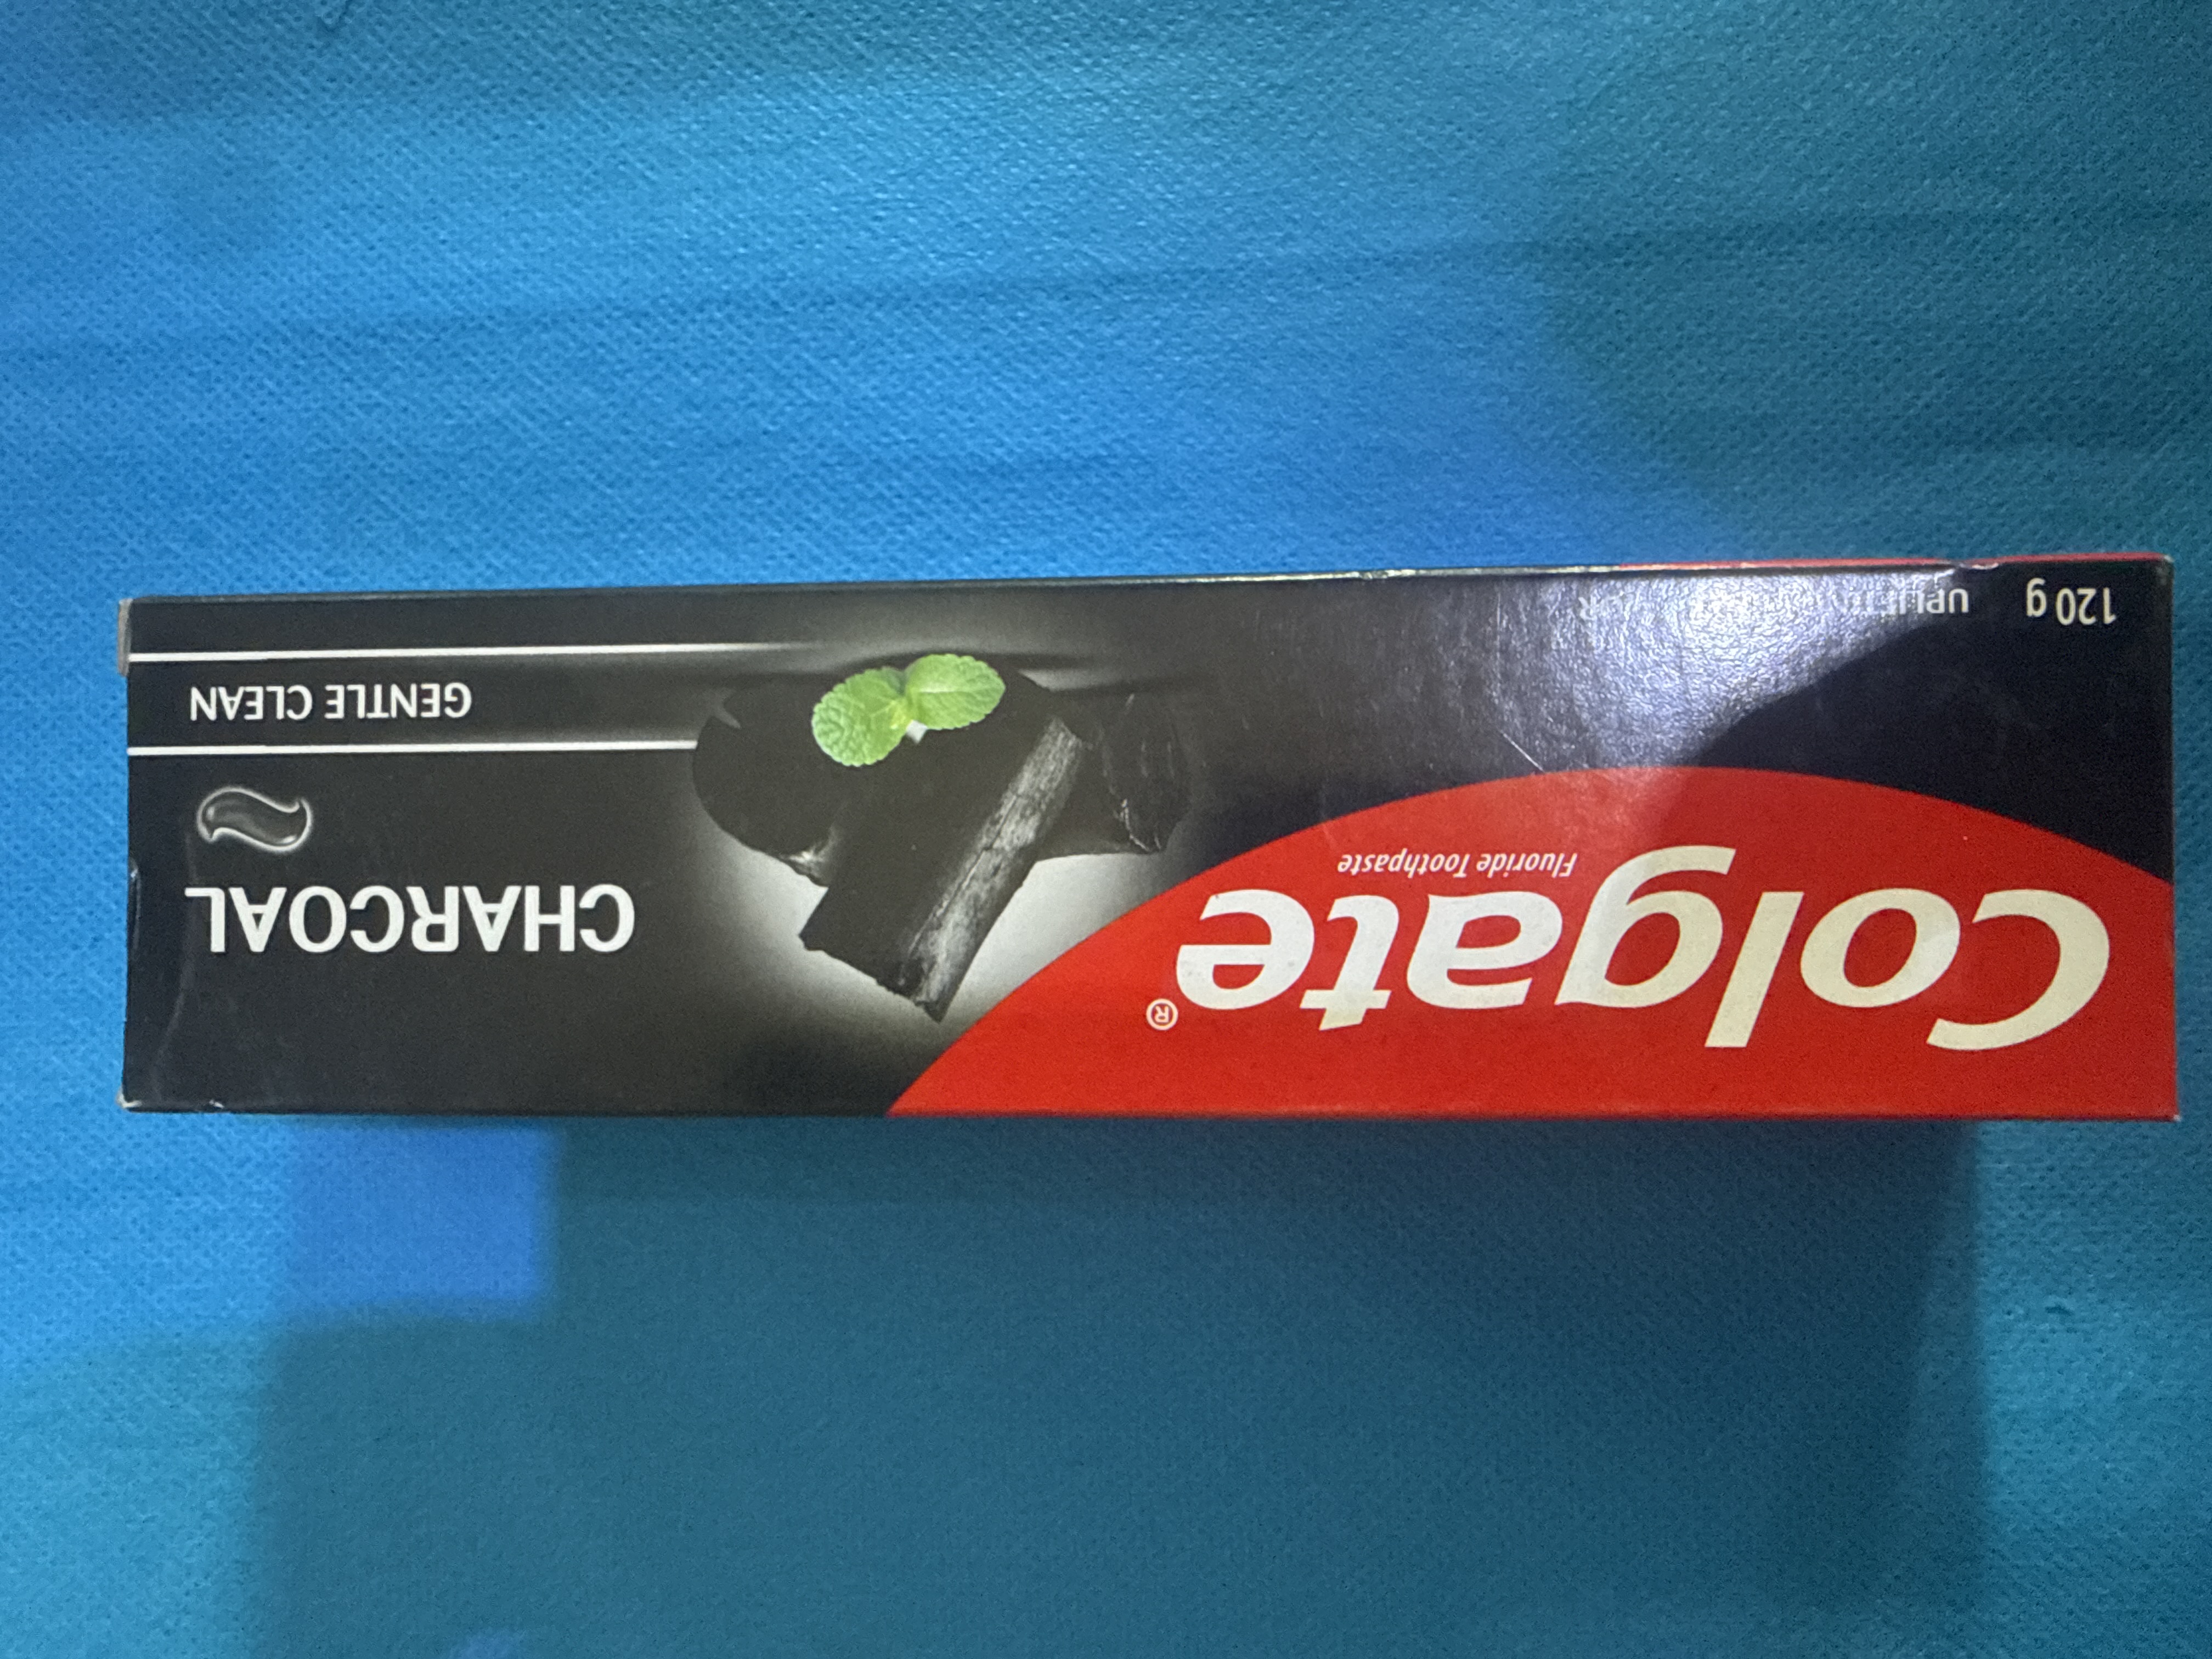 Colgate®
Fluoride Toothpaste
CHARCOAL
GENTLE CLEAN
120 g